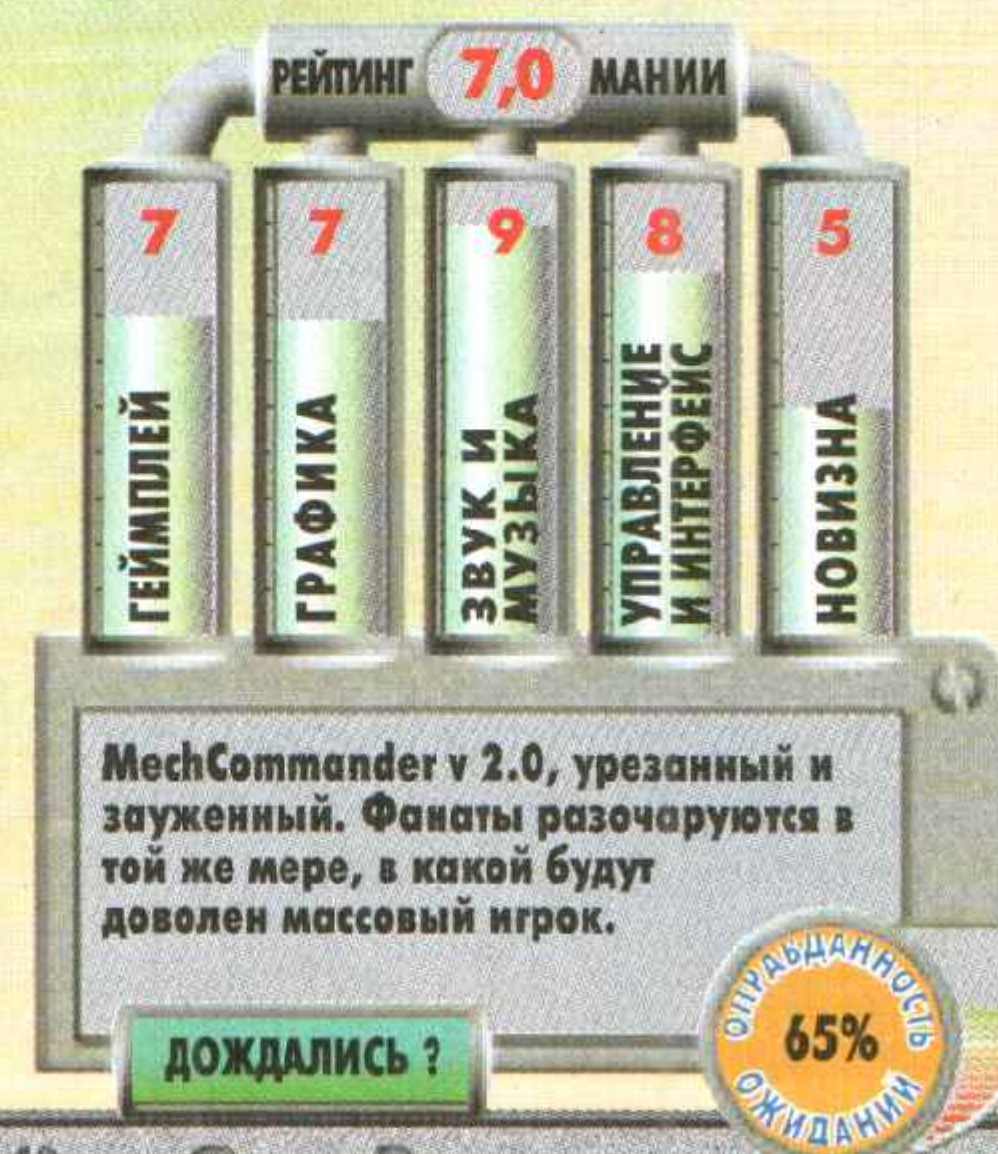 РЕЙТИНГ 7,0 МАНИИ
7 7 9 8 5
ГЕЙМПЛЕЙ
ГРАФИКА
ЗВУК И
МУЗЫКА
УПРАВЛЕНИЕ
И ИНТЕРФЕЙС
НОВИЗНА
MechCommander v 2.0, урезанный и
зауженный. Фанаты разочаруются в
той же мере, в какой будут
доволен массовый игрок.
ДОЖДАЛИСЬ ?
ОПРАВЬДАННОСТЬ
65%
ОЖИДАНИЙ